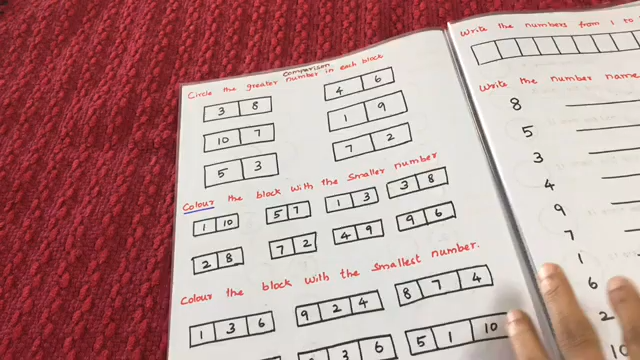 comparison
Circle the greater number in each block
3 8
4 6
10 7
1 9
5 3
7 2
Colour the block with the smaller number
1 10
5 7
1 3
3 8
2 8
7 2
4 9
9 6
Colour the block with the smallest number.
1 3 6
9 2 4
8 7 4
3 6
5 1 10
Write the numbers from 1 to
Write the number name
8
5
3
4
9
7
1
6
2
10